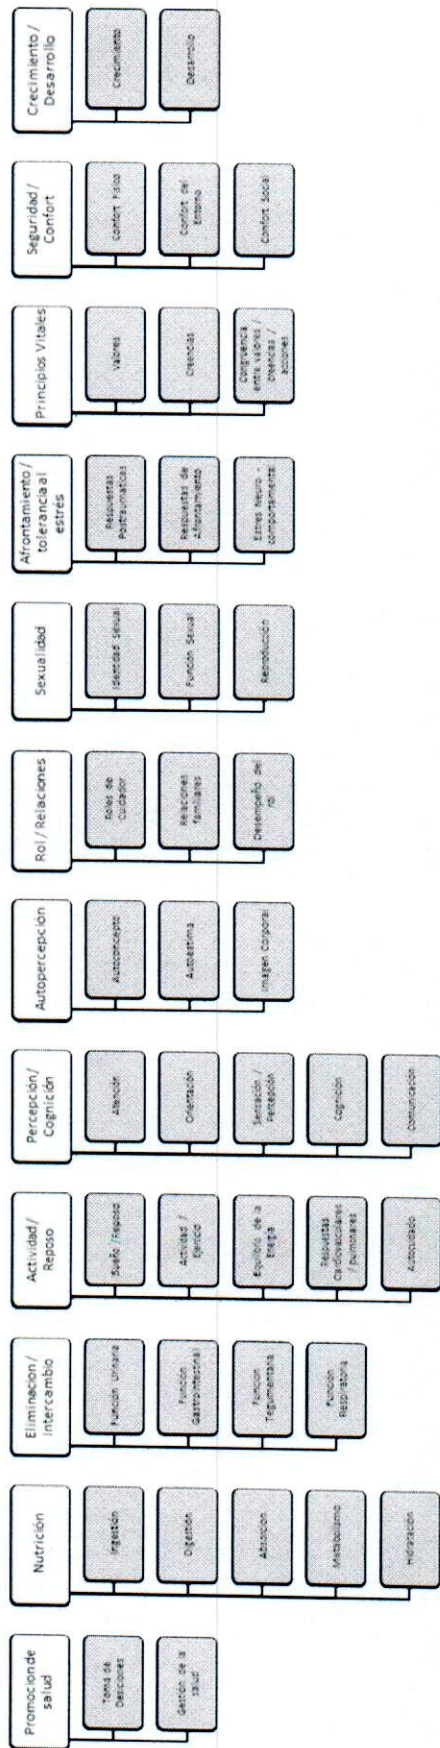 Promocion de
salud
Toma de
Desiciones
Gestión de la
salud
Nutrición
Ingestión
Digestión
Absorcion
Metabolismo
Hidratación
Eliminacion/
Intercambio
Función Urinaria
Función
Gastrointestinal
Función
Tegumentaria
Función
Respiratoria
Actividad/
Reposo
Sueño /Reposo
Actividad /
Ejercicio
Equilibrio de la
Energia
Respuestas
Cardiovasculares
/ pulmonares
Autocuidado
Percepción/
Cognición
Atención
Orientación
Sensación /
Percepción
Cognición
Comunicación
Autopercepcion
Autoconcepto
Autoestima
Imagen Corporal
Rol / Relaciones
Roles de
Cuidador
Relaciones
familiares
Desempeño del
rol
Sexualidad
Identidad Sexual
Función Sexual
Reproducción
Afrontamiento /
tolerancia al
estrés
Respuestas
Postraumaticas
Respuestas de
Afrontamiento
Estres Neuro -
comportamental
Principios Vitales
Valores
Creencias
Congruencia
entre valores /
creencias /
acciones
Seguridad/
Confort
Confort Fisico
Confort del
Entorno
Confort Social
Crecimiento /
Desarrollo
Crecimiento
Desarrollo